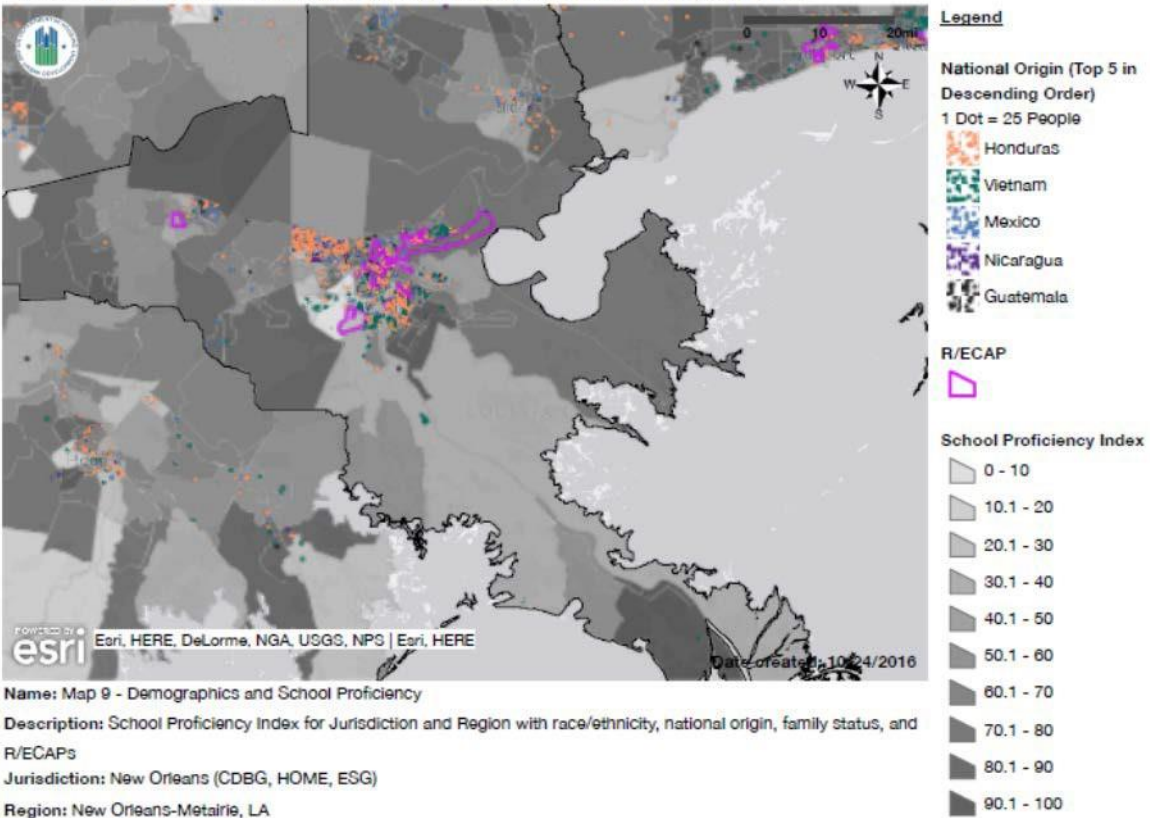 0 10 20mi
N
W E
S
POWERED BY
esri
Esri, HERE, DeLorme, NGA, USGS, NPS | Esri, HERE
Date created: 10/24/2016
Name: Map 9 - Demographics and School Proficiency
Description: School Proficiency Index for Jurisdiction and Region with race/ethnicity, national origin, family status, and
R/ECAPs
Jurisdiction: New Orleans (CDBG, HOME, ESG)
Region: New Orleans-Metairie, LA
Legend
National Origin (Top 5 in
Descending Order)
1 Dot = 25 People
Honduras
Vietnam
Mexico
Nicaragua
Guatemala
R/ECAP
School Proficiency Index
0 - 10
10.1 - 20
20.1 - 30
30.1 - 40
40.1 - 50
50.1 - 60
60.1 - 70
70.1 - 80
80.1 - 90
90.1 - 100